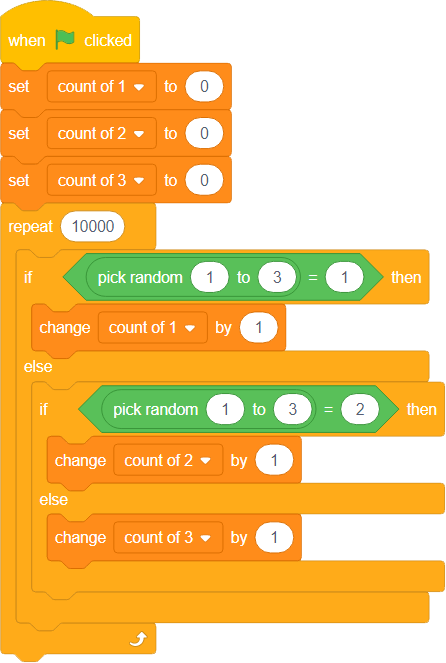 when clicked
set count of 1 to 0
set count of 2 to 0
set count of 3 to 0
repeat 10000
if pick random 1 to 3 = 1 then
change count of 1 by 1
else
if pick random 1 to 3 = 2 then
change count of 2 by 1
else
change count of 3 by 1